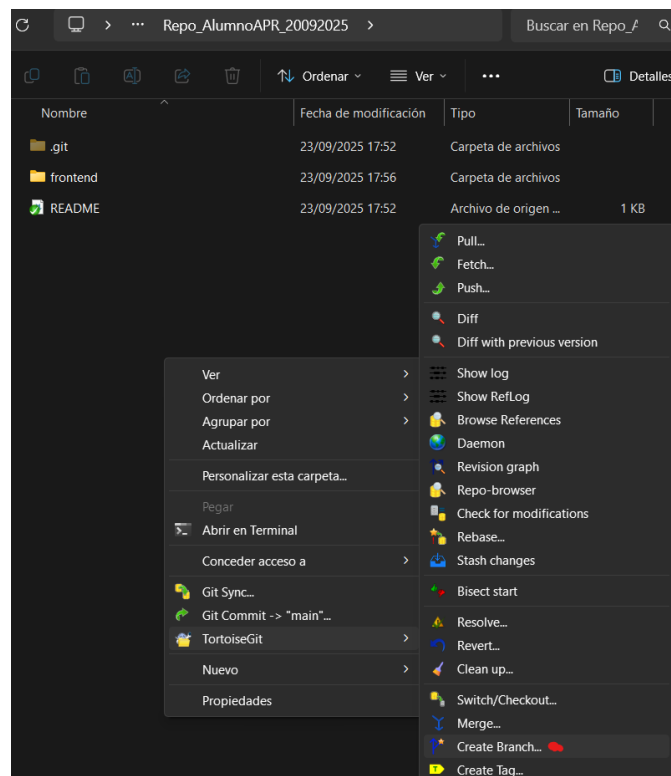 Repo_AlumnoAPR_20092025
Buscar en Repo_A
Ordenar
Ver
Detalles
Nombre
Fecha de modificación
Tipo
Tamaño
.git
23/09/2025 17:52
Carpeta de archivos
frontend
23/09/2025 17:56
Carpeta de archivos
README
23/09/2025 17:52
Archivo de origen ...
1 KB
Ver
Ordenar por
Agrupar por
Actualizar
Personalizar esta carpeta...
Pegar
Abrir en Terminal
Conceder acceso a
Git Sync...
Git Commit -> "main"...
TortoiseGit
Nuevo
Propiedades
Pull...
Fetch...
Push...
Diff
Diff with previous version
Show log
Show RefLog
Browse References
Daemon
Revision graph
Repo-browser
Check for modifications
Rebase...
Stash changes
Bisect start
Resolve...
Revert...
Clean up...
Switch/Checkout...
Merge...
Create Branch...
Create Tag...